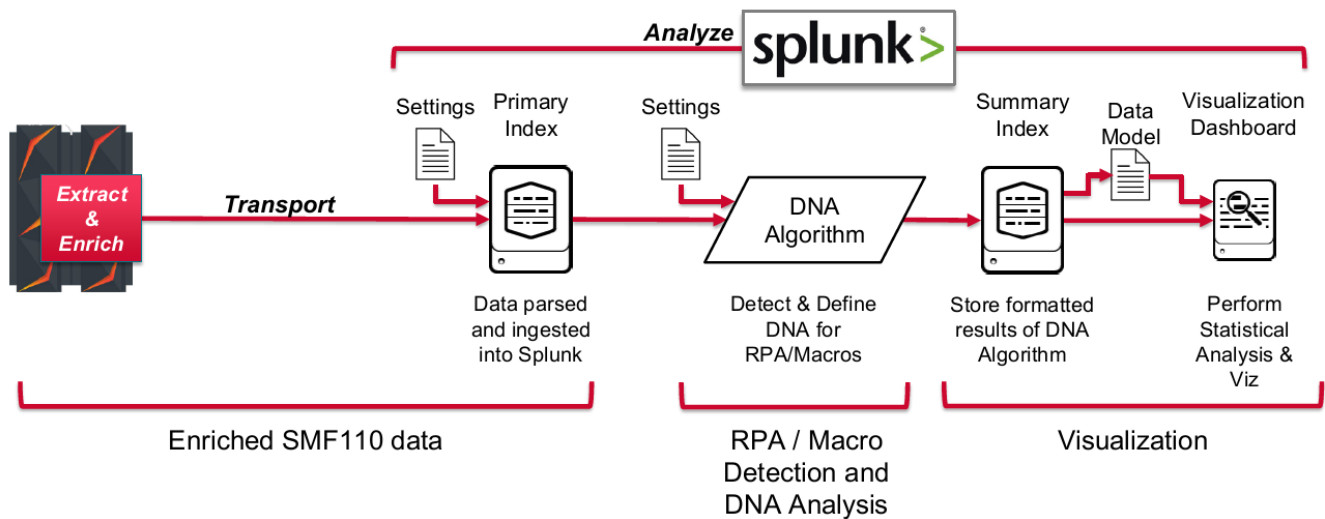 Analyze
splunk>
Settings
Primary
Index
Settings
Summary
Index
Data
Model
Visualization
Dashboard
Extract
&
Enrich
Transport
DNA
Algorithm
Data parsed
and ingested
into Splunk
Detect & Define
DNA for
RPA/Macros
Store formatted
results of DNA
Algorithm
Perform
Statistical
Analysis &
Viz
Enriched SMF110 data
RPA / Macro
Detection and
DNA Analysis
Visualization